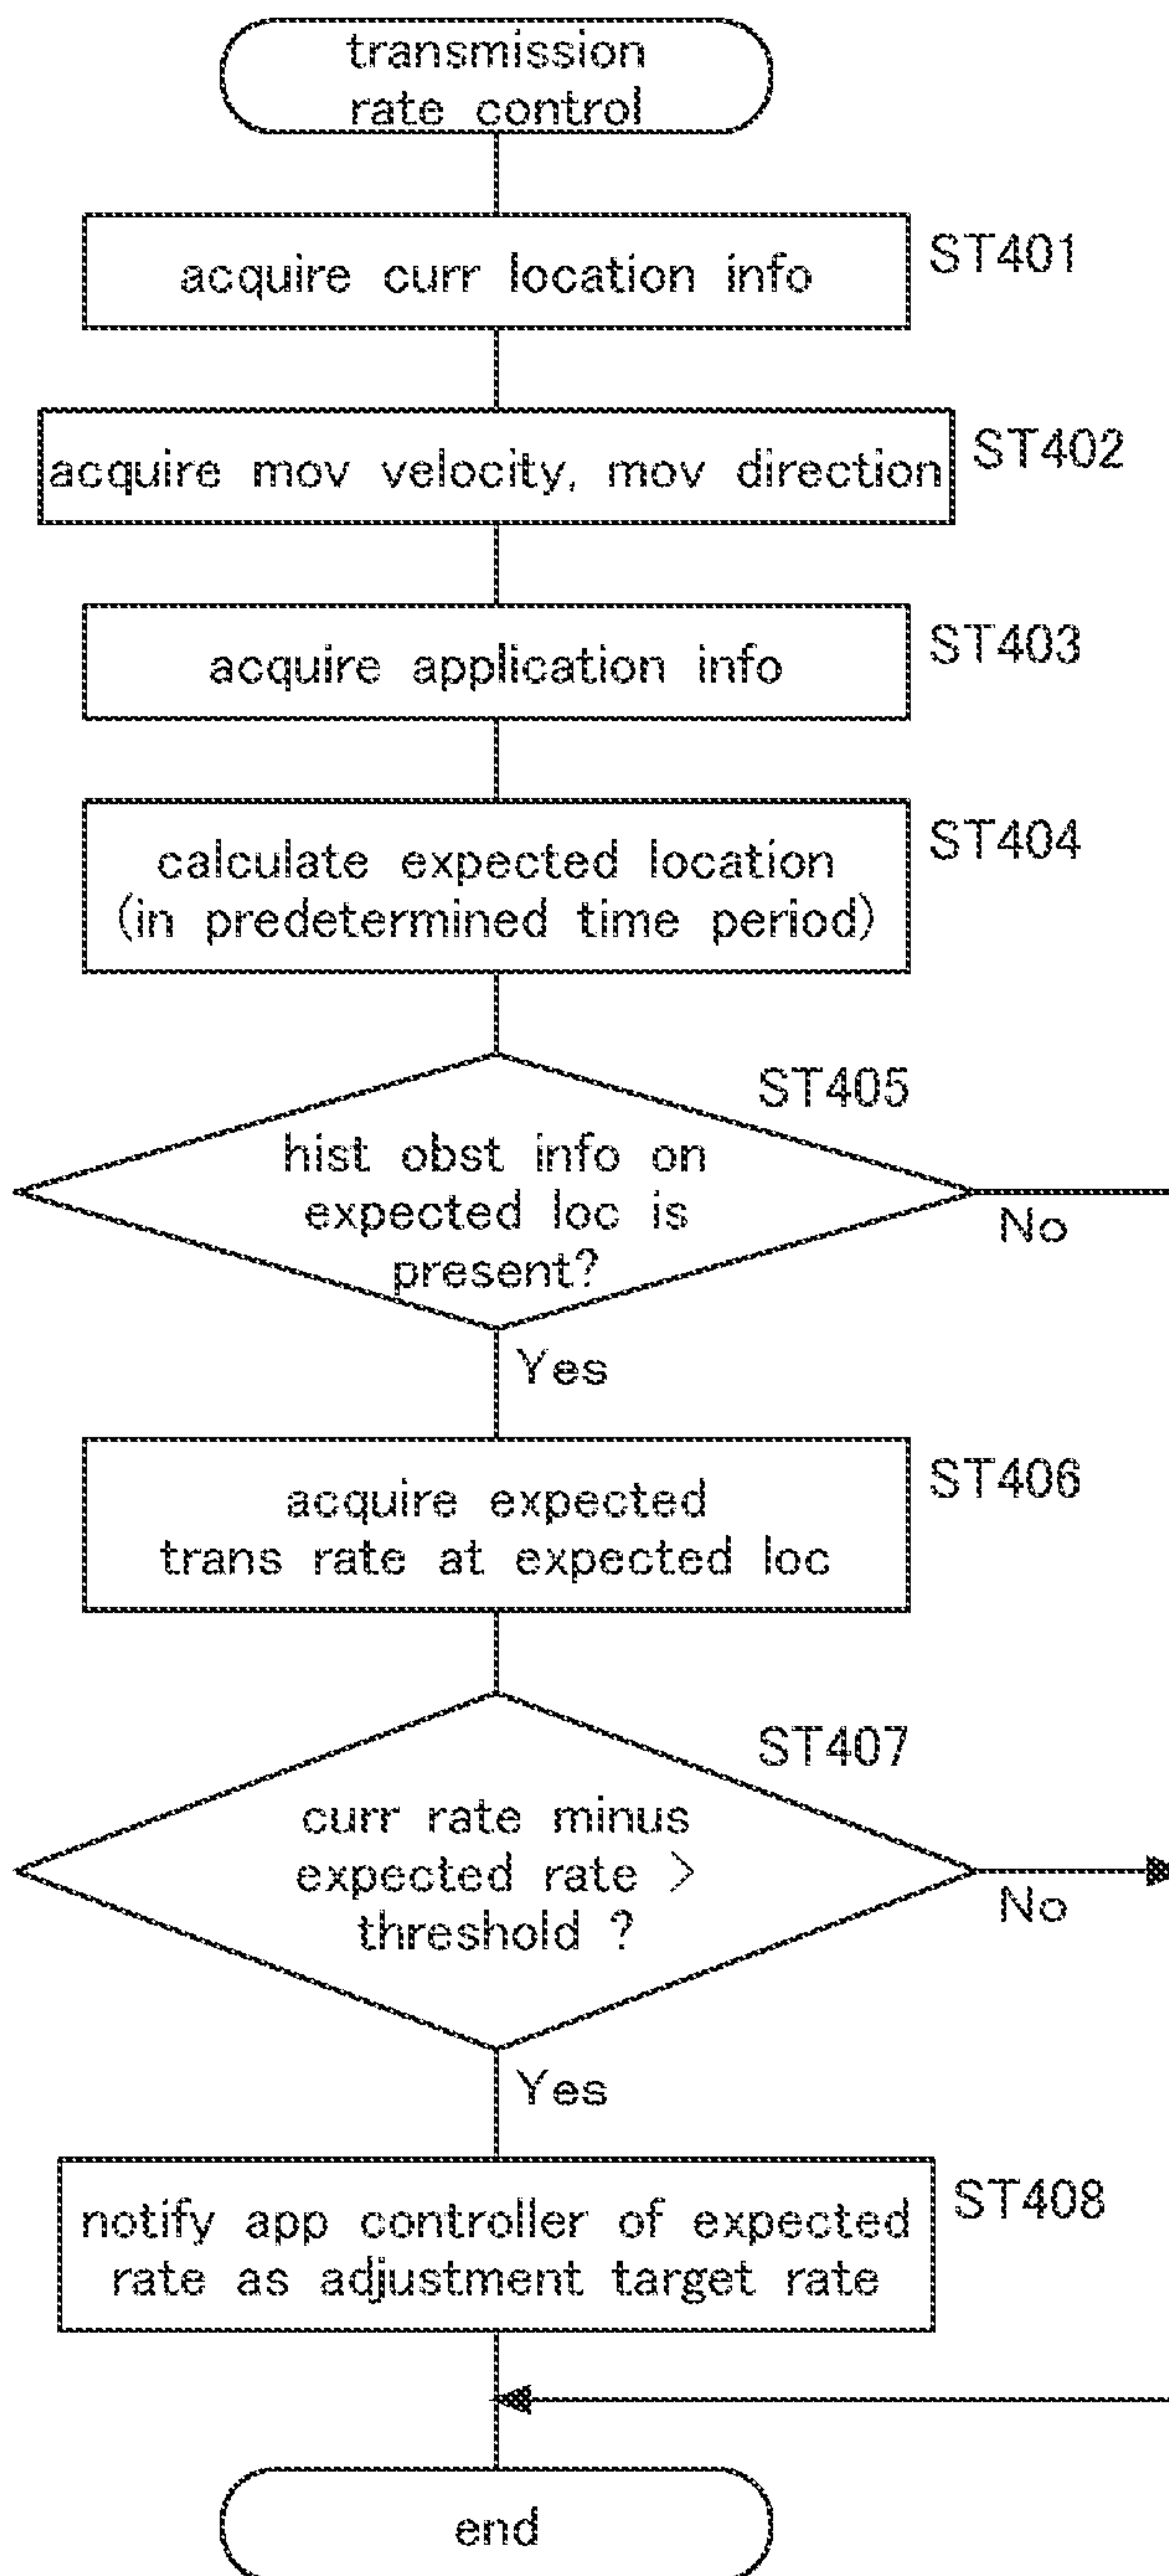 transmission
rate control
acquire curr location info
ST401
acquire mov velocity, mov direction
ST402
acquire application info
ST403
calculate expected location
(in predetermined time period)
ST404
ST405
hist obst info on
expected loc is
present?
No
Yes
acquire expected
trans rate at expected loc
ST406
ST407
curr rate minus
expected rate >
threshold ?
No
Yes
notify app controller of expected
rate as adjustment target rate
ST408
end